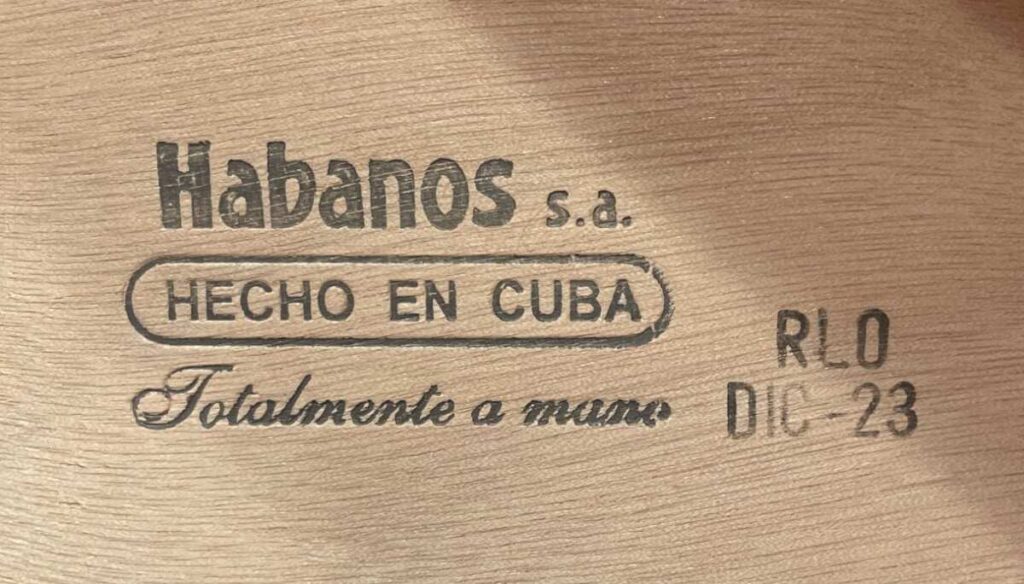 Habanos s.a.
HECHO EN CUBA
Totalmente a mano
RLO
DIC-23